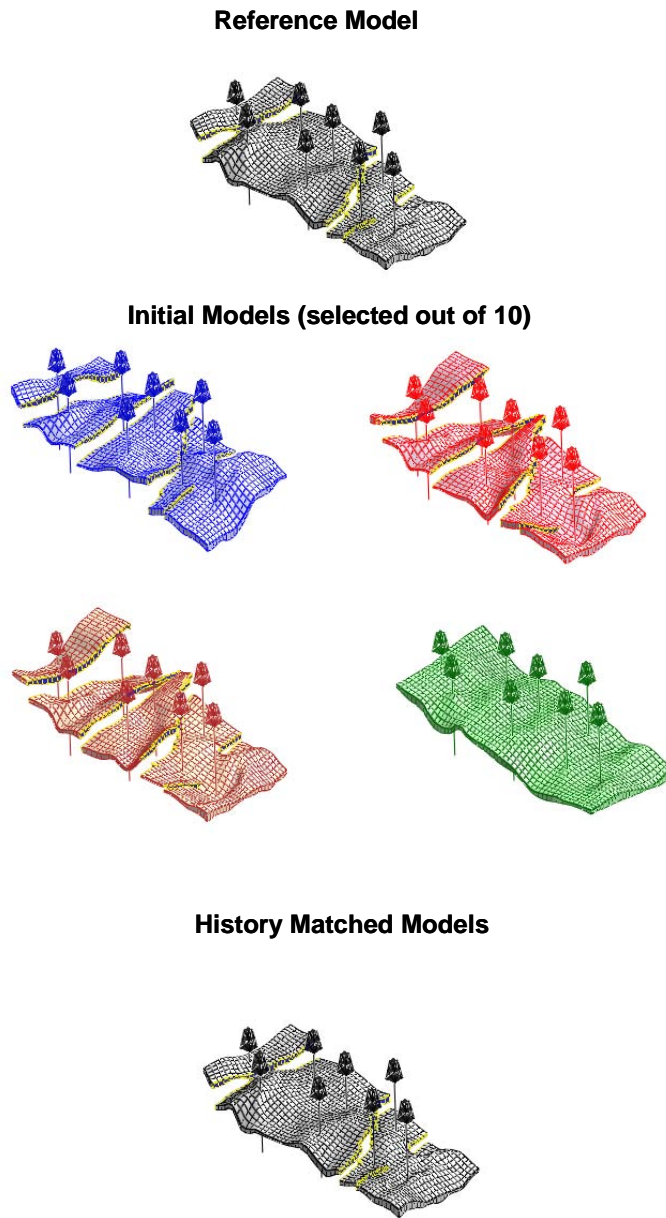 Reference Model
Initial Models (selected out of 10)
History Matched Models